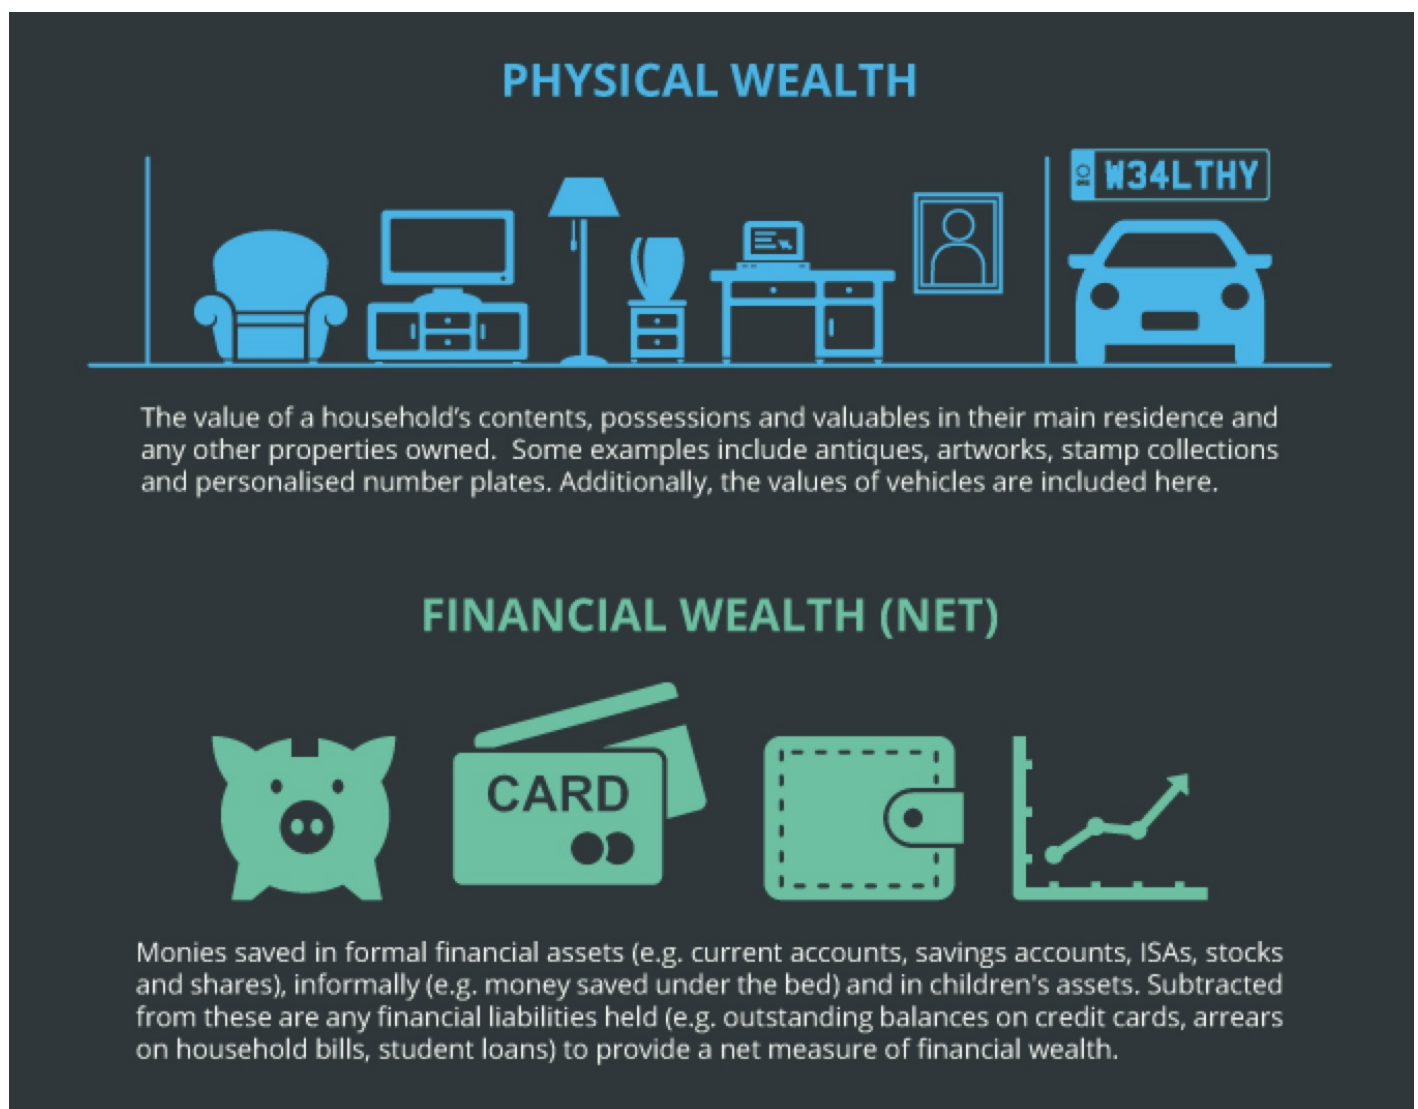 PHYSICAL WEALTH
W34LTHY
The value of a household's contents, possessions and valuables in their main residence and
any other properties owned.  Some examples include antiques, artworks, stamp collections
and personalised number plates. Additionally, the values of vehicles are included here.
FINANCIAL WEALTH (NET)
CARD
Monies saved in formal financial assets (e.g. current accounts, savings accounts, ISAs, stocks
and shares), informally (e.g. money saved under the bed) and in children's assets. Subtracted
from these are any financial liabilities held (e.g. outstanding balances on credit cards, arrears
on household bills, student loans) to provide a net measure of financial wealth.